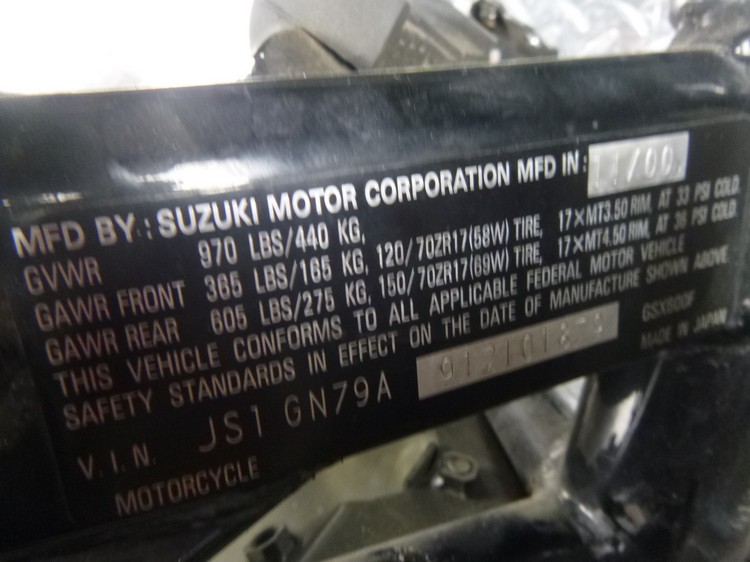 MFD BY : SUZUKI MOTOR CORPORATION MFD IN : 11/00
GVWR 970 LBS/440 KG,
GAWR FRONT 365 LBS/165 KG, 120/70ZR17(58W) TIRE, 17×MT3.50 RIM, AT 33 PSI COLD.
GAWR REAR 605 LBS/275 KG, 150/70ZR17(69W) TIRE, 17×MT4.50 RIM, AT 36 PSI COLD.
THIS VEHICLE CONFORMS TO ALL APPLICABLE FEDERAL MOTOR VEHICLE
SAFETY STANDARDS IN EFFECT ON THE DATE OF MANUFACTURE SHOWN ABOVE
V. I. N. JS1 GN79A
GSX600F
MOTORCYCLE MADE IN JAPAN